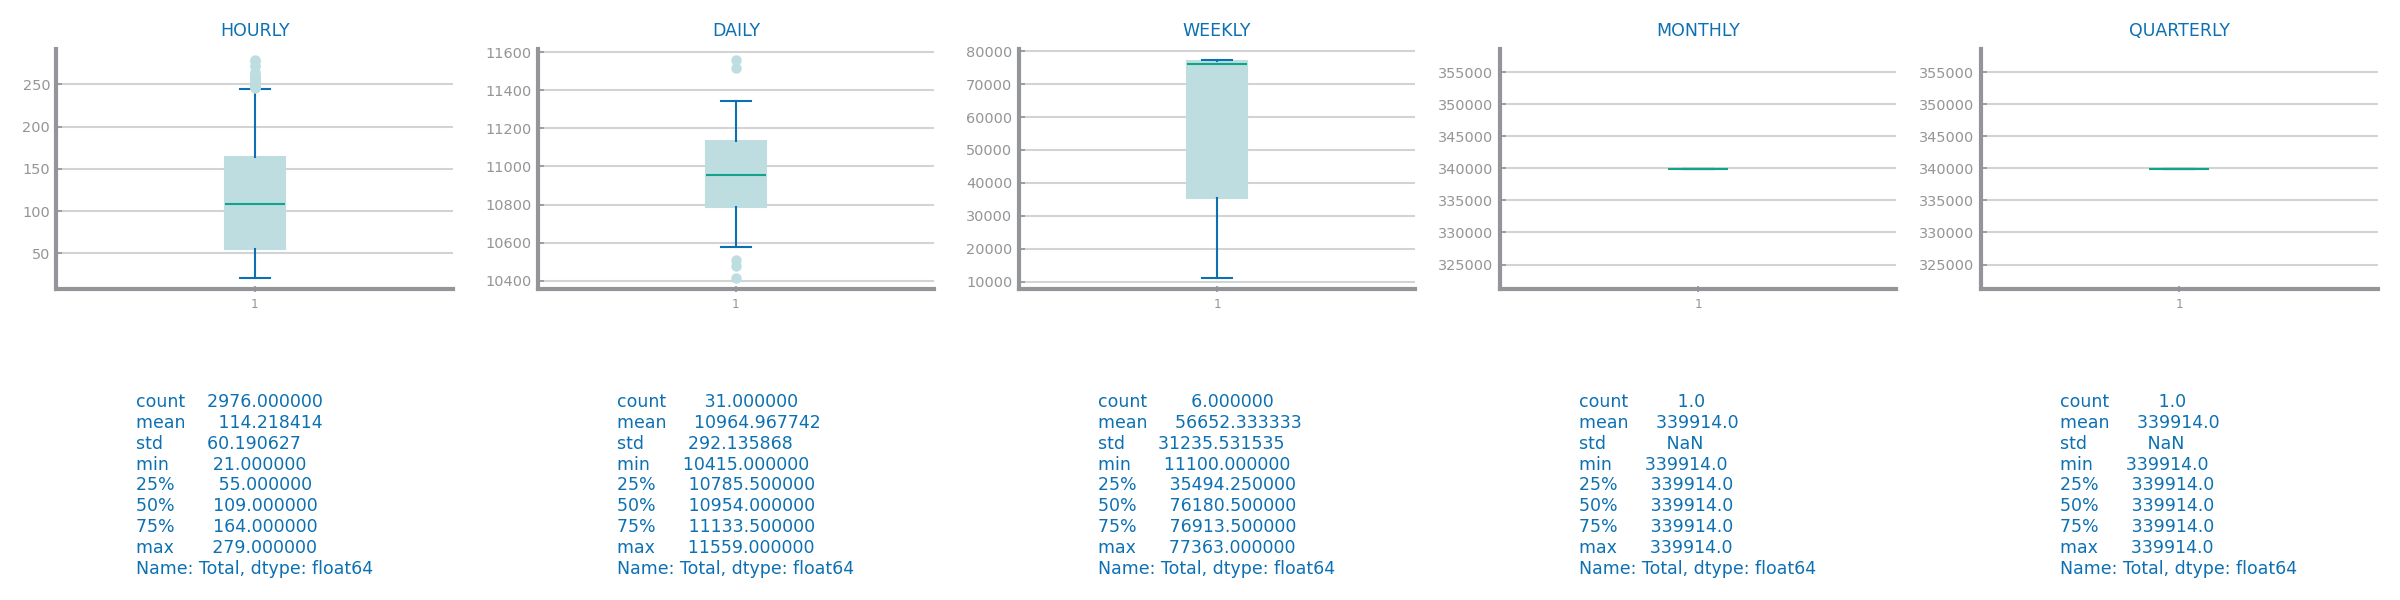 HOURLY
250
200
150
100
50
1
count 2976.000000
mean 114.218414
std 60.190627
min 21.000000
25% 55.000000
50% 109.000000
75% 164.000000
max 279.000000
Name: Total, dtype: float64
DAILY
11600
11400
11200
11000
10800
10600
10400
1
count 31.000000
mean 10964.967742
std 292.135868
min 10415.000000
25% 10785.500000
50% 10954.000000
75% 11133.500000
max 11559.000000
Name: Total, dtype: float64
WEEKLY
80000
70000
60000
50000
40000
30000
20000
10000
1
count 6.000000
mean 56652.333333
std 31235.531535
min 11100.000000
25% 35494.250000
50% 76180.500000
75% 76913.500000
max 77363.000000
Name: Total, dtype: float64
MONTHLY
355000
350000
345000
340000
335000
330000
325000
1
count 1.0
mean 339914.0
std NaN
min 339914.0
25% 339914.0
50% 339914.0
75% 339914.0
max 339914.0
Name: Total, dtype: float64
QUARTERLY
355000
350000
345000
340000
335000
330000
325000
1
count 1.0
mean 339914.0
std NaN
min 339914.0
25% 339914.0
50% 339914.0
75% 339914.0
max 339914.0
Name: Total, dtype: float64